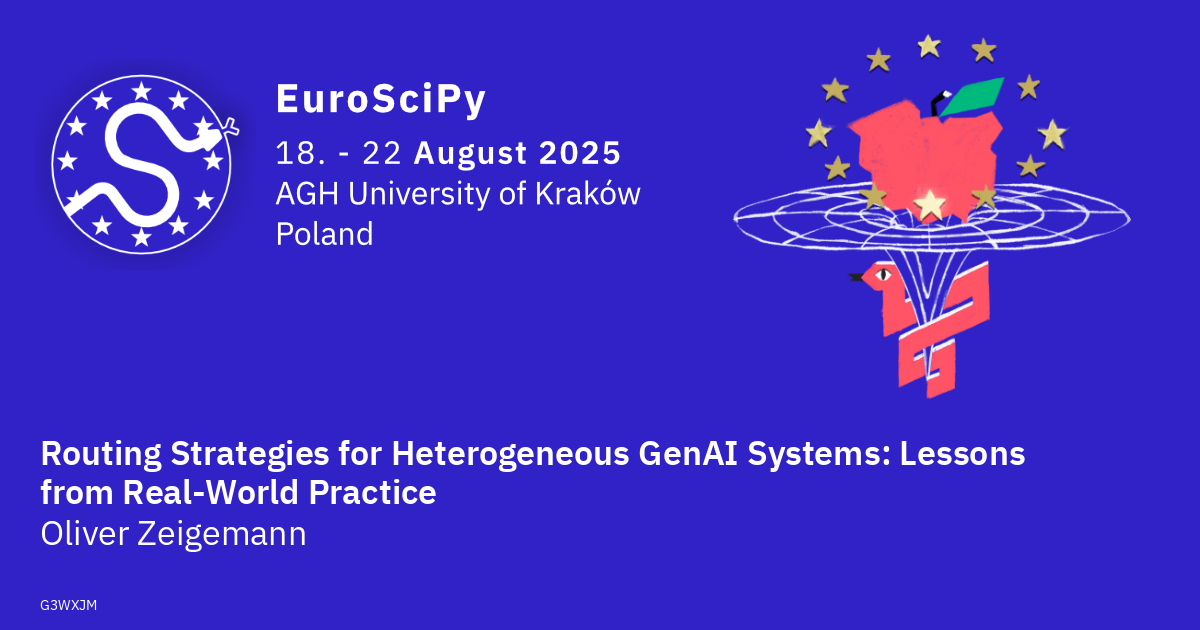 EuroSciPy
18. - 22 August 2025
AGH University of Kraków
Poland
Routing Strategies for Heterogeneous GenAI Systems: Lessons
from Real-World Practice
Oliver Zeigemann
G3WXJM